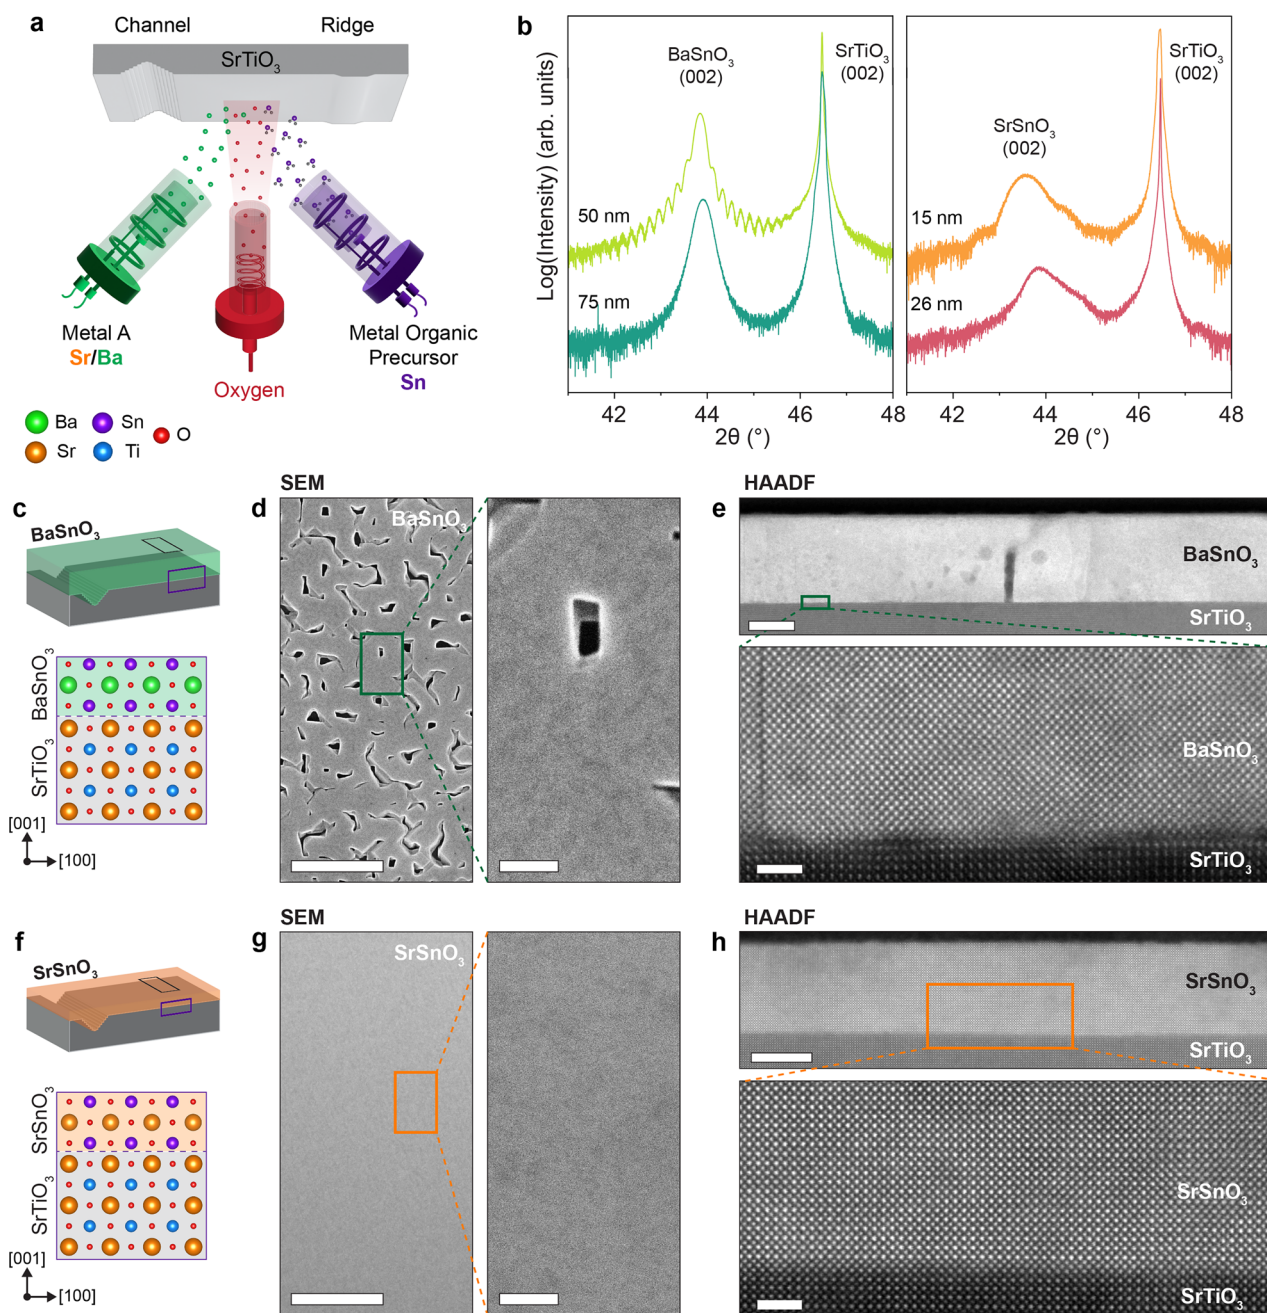 a
Channel
Ridge
SrTiO₃
Metal A
Sr/Ba
Oxygen
Metal Organic
Precursor
Sn
Ba
Sn
O
Sr
Ti
b
Log(Intensity) (arb. units)
BaSnO₃
(002)
SrTiO₃
(002)
50 nm
75 nm
42
44
46
48
2θ (°)
SrSnO₃
(002)
SrTiO₃
(002)
15 nm
26 nm
42
44
46
48
2θ (°)
c
BaSnO₃
BaSnO₃
SrTiO₃
[001]
[100]
SEM
d
BaSnO₃
HAADF
e
BaSnO₃
SrTiO₃
BaSnO₃
SrTiO₃
f
SrSnO₃
SrSnO₃
SrTiO₃
[001]
[100]
SEM
g
SrSnO₃
HAADF
h
SrSnO₃
SrTiO₃
SrSnO₃
SrTiO₃